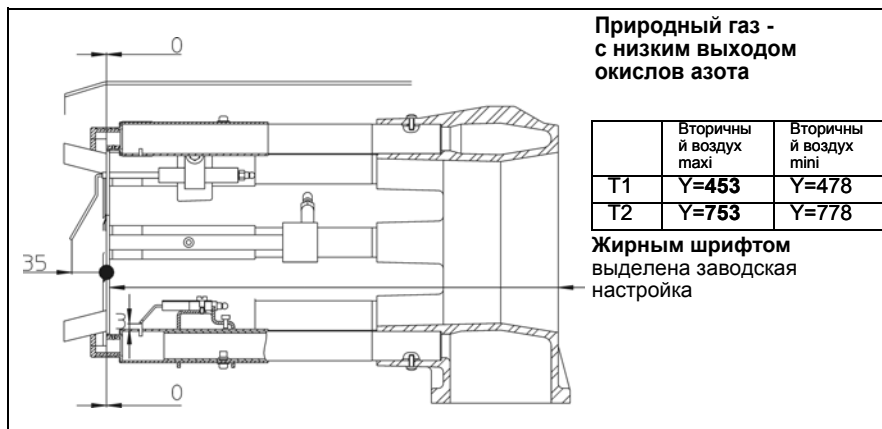 0
35
3
0
Природный газ -
с низким выходом
окислов азота
Вторичны
й воздух
maxi
Вторичны
й воздух
mini
T1 Y=453 Y=478
T2 Y=753 Y=778
Жирным шрифтом
выделена заводская
настройка